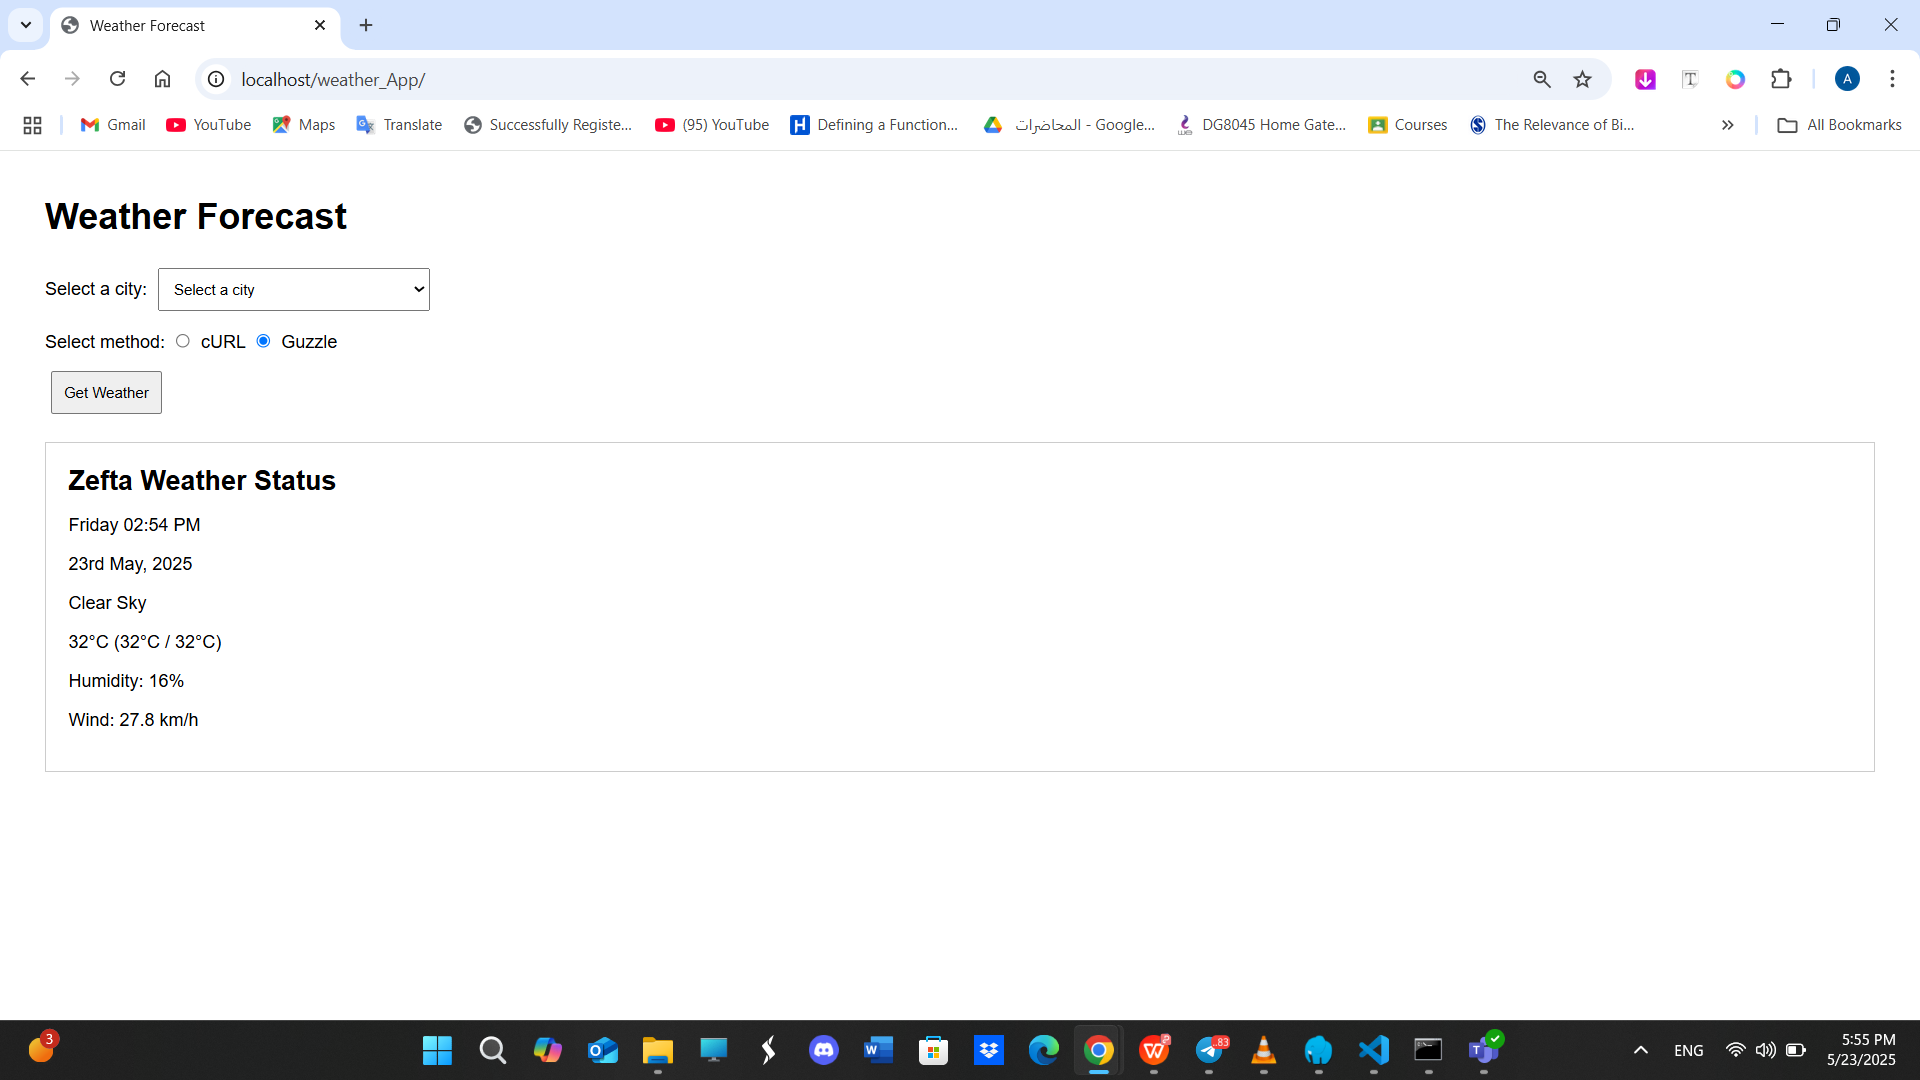 Weather Forecast
localhost/weather_App/
A
Gmail YouTube Maps Translate Successfully Registe... (95) YouTube Defining a Function... المحاضرات - Google... DG8045 Home Gate... Courses The Relevance of Bi... All Bookmarks
Weather Forecast
Select a city: Select a city
Select method: cURL Guzzle
Get Weather
Zefta Weather Status
Friday 02:54 PM
23rd May, 2025
Clear Sky
32°C (32°C / 32°C)
Humidity: 16%
Wind: 27.8 km/h
3
83
ENG
5:55 PM
5/23/2025